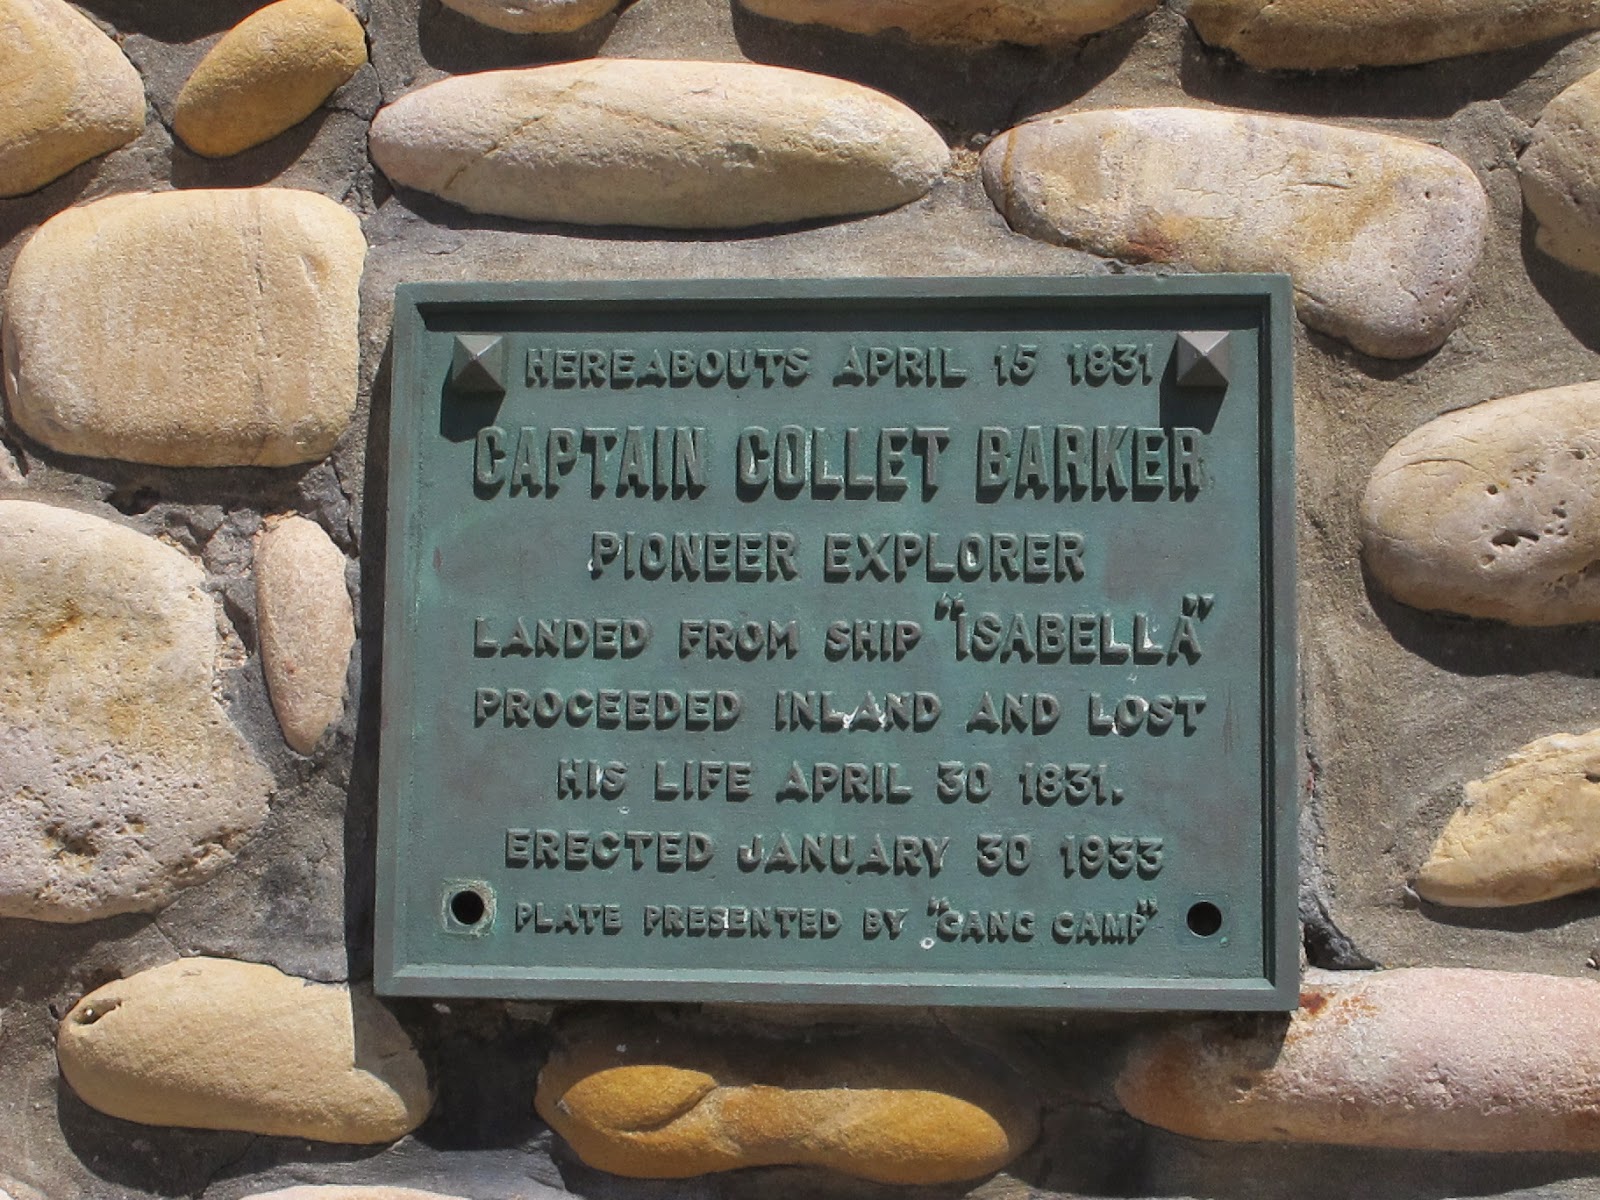 HEREABOUTS APRIL 15 1831
CAPTAIN COLLET BARKER
PIONEER EXPLORER
LANDED FROM SHIP "ISABELLA"
PROCEEDED INLAND AND LOST
HIS LIFE APRIL 30 1831.
ERECTED JANUARY 30 1933
PLATE PRESENTED BY "GANG CAMP"